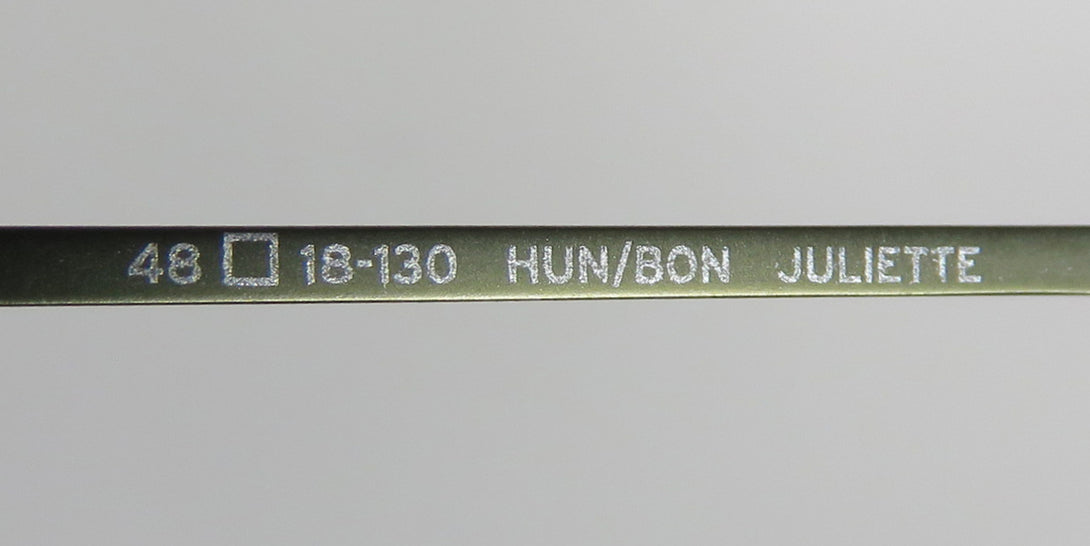 48 □ 18-130 HUN/BON JULIETTE